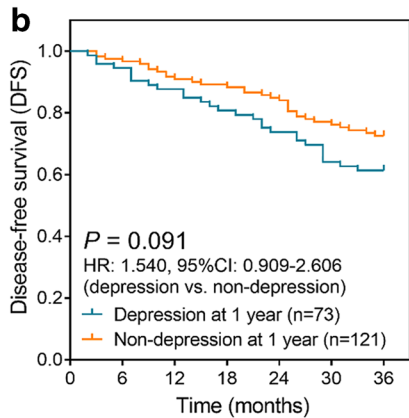 b
Disease-free survival (DFS)
1.0
0.8
0.6
0.4
0.2
0.0
P = 0.091
HR: 1.540, 95%CI: 0.909-2.606
(depression vs. non-depression)
Depression at 1 year (n=73)
Non-depression at 1 year (n=121)
0 6 12 18 24 30 36
Time (months)